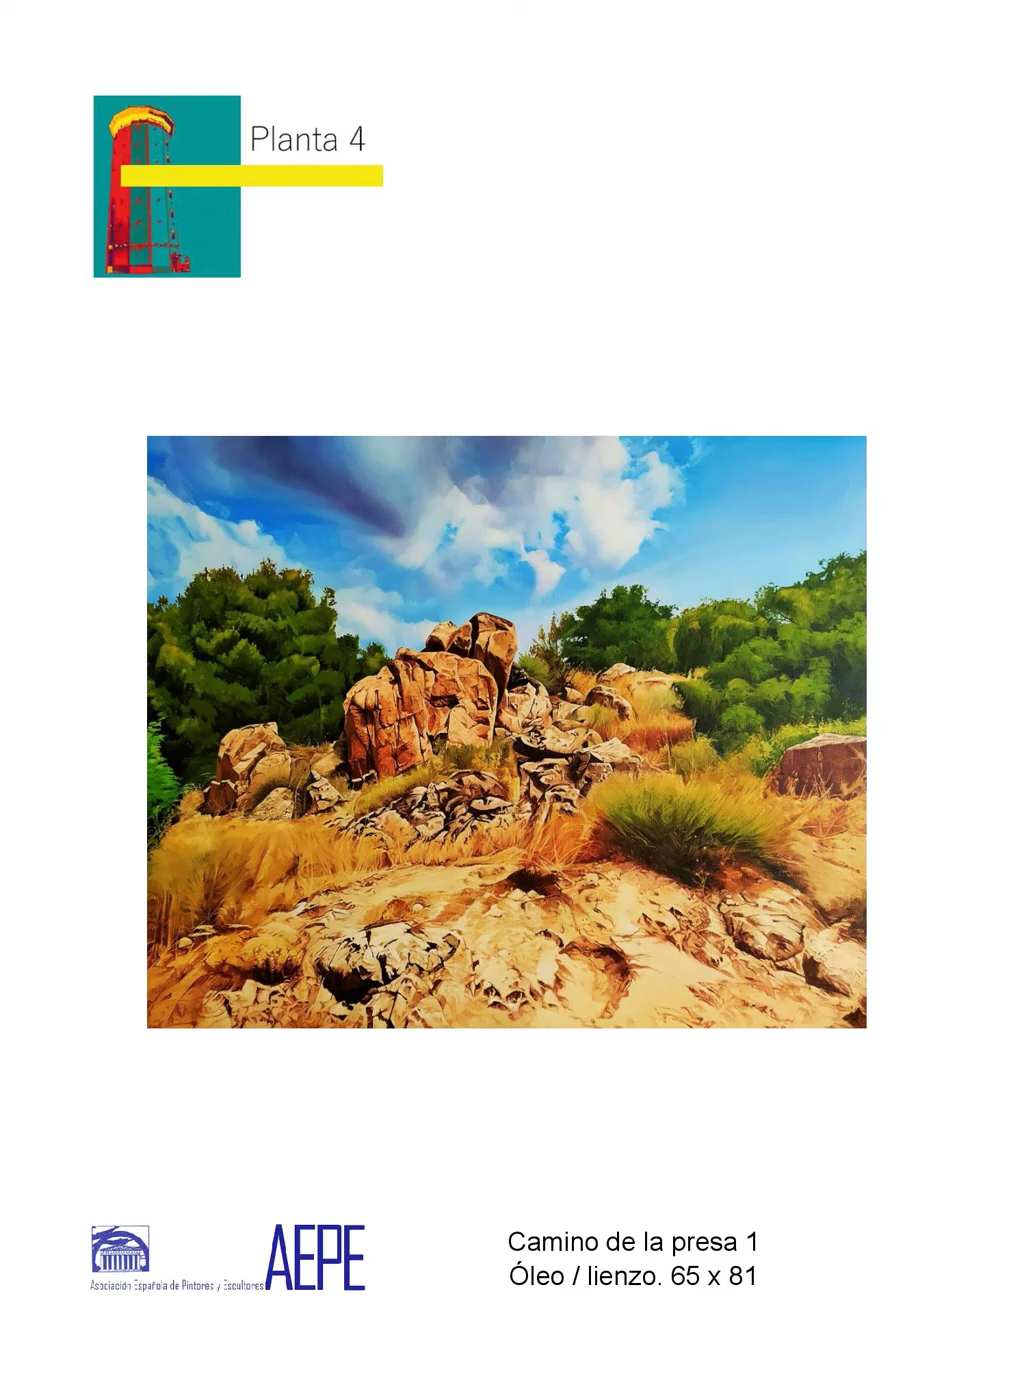 Planta 4
Asociación Española de Pintores y Escultores
AEPE
Camino de la presa 1
Óleo / lienzo. 65 x 81